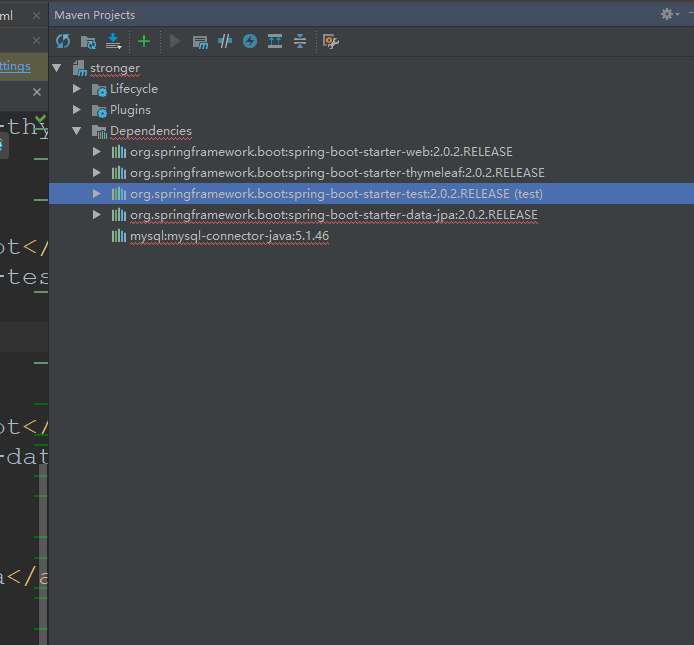 ml
Maven Projects
ttings
stronger
Lifecycle
Plugins
Dependencies
org.springframework.boot:spring-boot-starter-web:2.0.2.RELEASE
org.springframework.boot:spring-boot-starter-thymeleaf:2.0.2.RELEASE
org.springframework.boot:spring-boot-starter-test:2.0.2.RELEASE (test)
org.springframework.boot:spring-boot-starter-data-jpa:2.0.2.RELEASE
mysql:mysql-connector-java:5.1.46
-thy
ot</
-tes
ot</
-dat
a</a